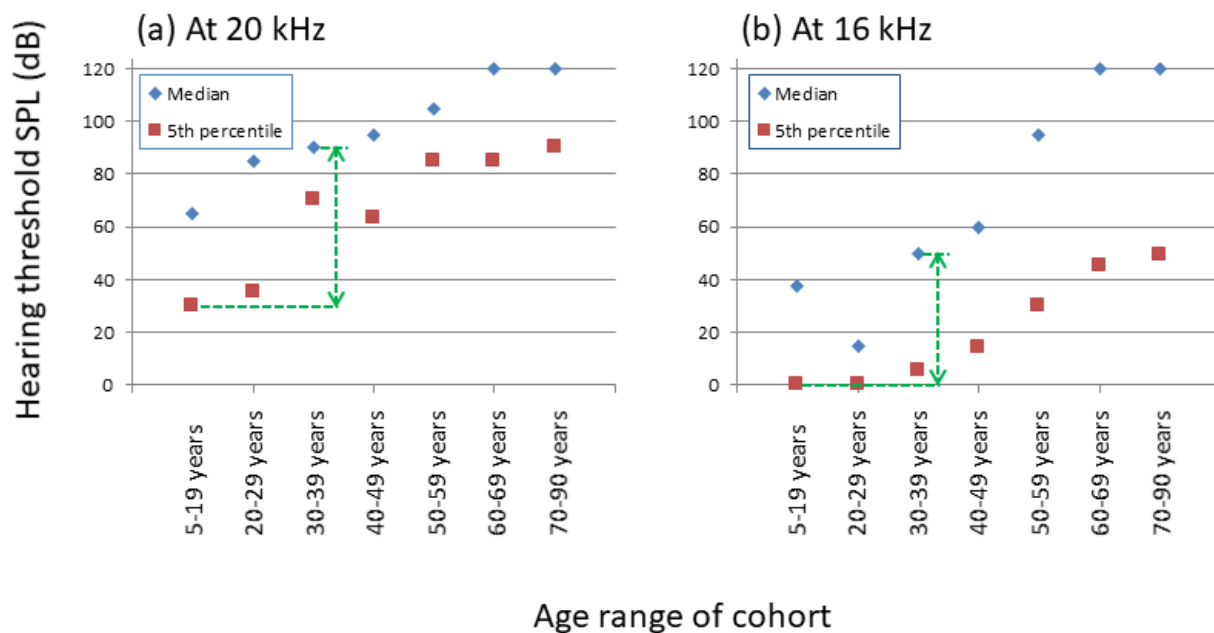 (a) At 20 kHz
Hearing threshold SPL (dB)
120
100
80
60
40
20
0
Median
5th percentile
5-19 years
20-29 years
30-39 years
40-49 years
50-59 years
60-69 years
70-90 years
(b) At 16 kHz
120
100
80
60
40
20
0
Median
5th percentile
5-19 years
20-29 years
30-39 years
40-49 years
50-59 years
60-69 years
70-90 years
Age range of cohort